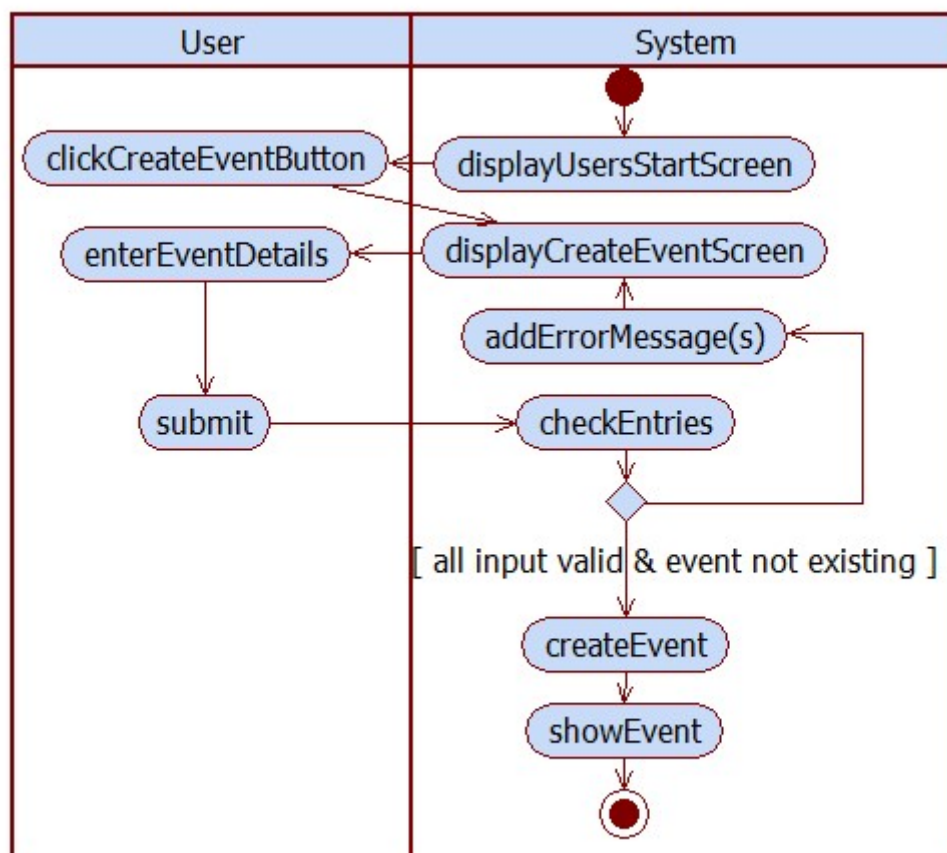 User
System
clickCreateEventButton
displayUsersStartScreen
enterEventDetails
displayCreateEventScreen
addErrorMessage(s)
submit
checkEntries
[ all input valid & event not existing ]
createEvent
showEvent